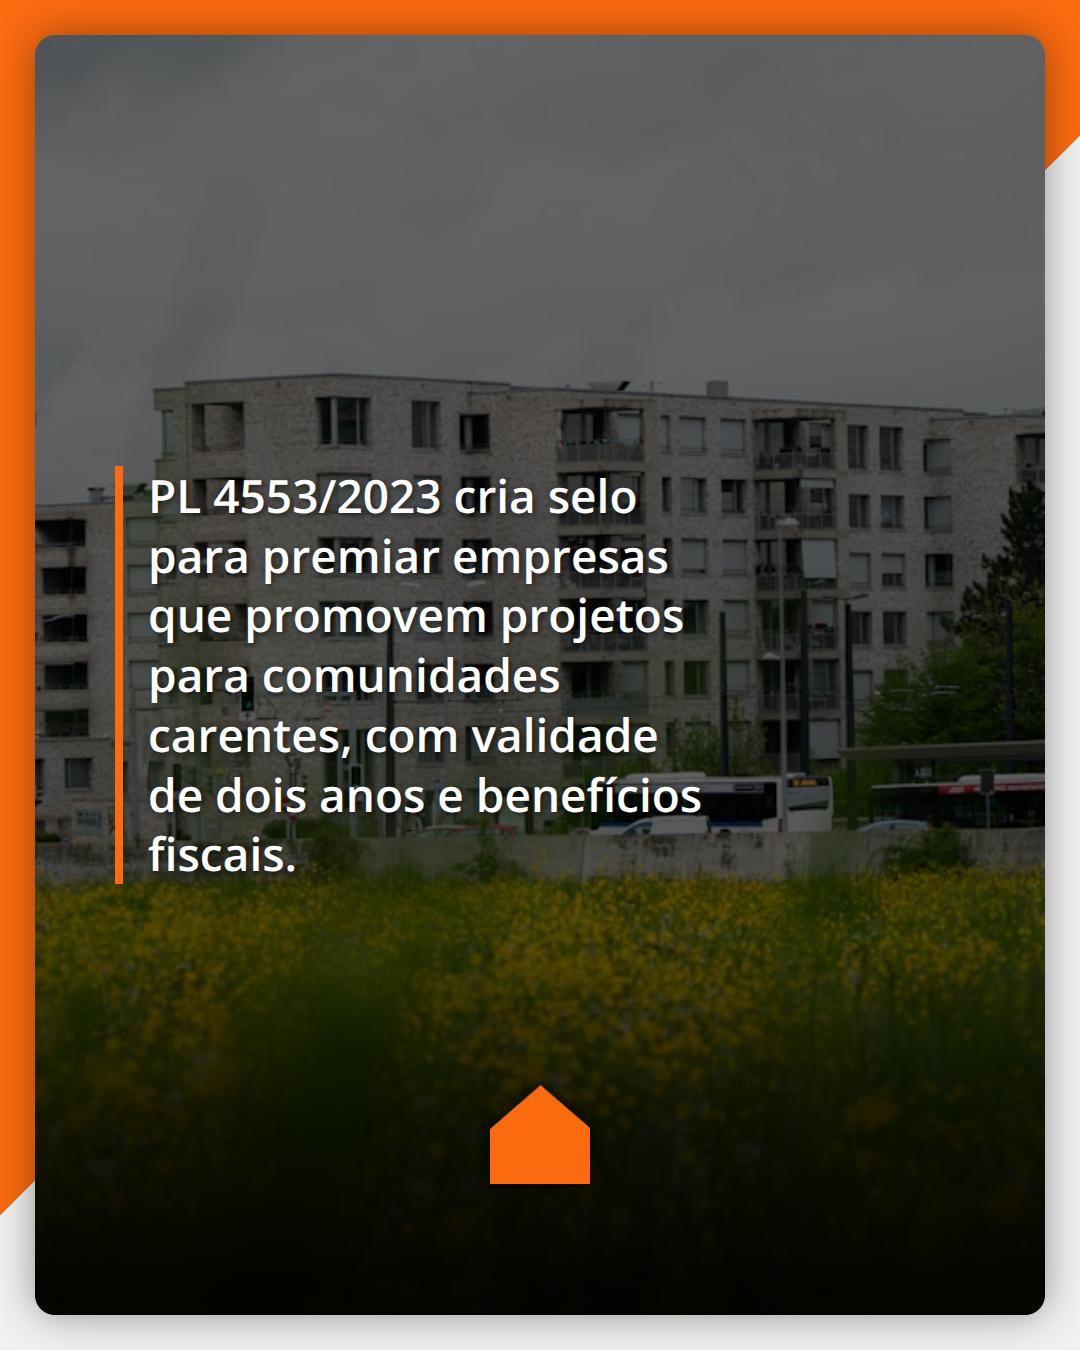 PL 4553/2023 cria selo
para premiar empresas
que promovem projetos
para comunidades
carentes, com validade
de dois anos e benefícios
fiscais.